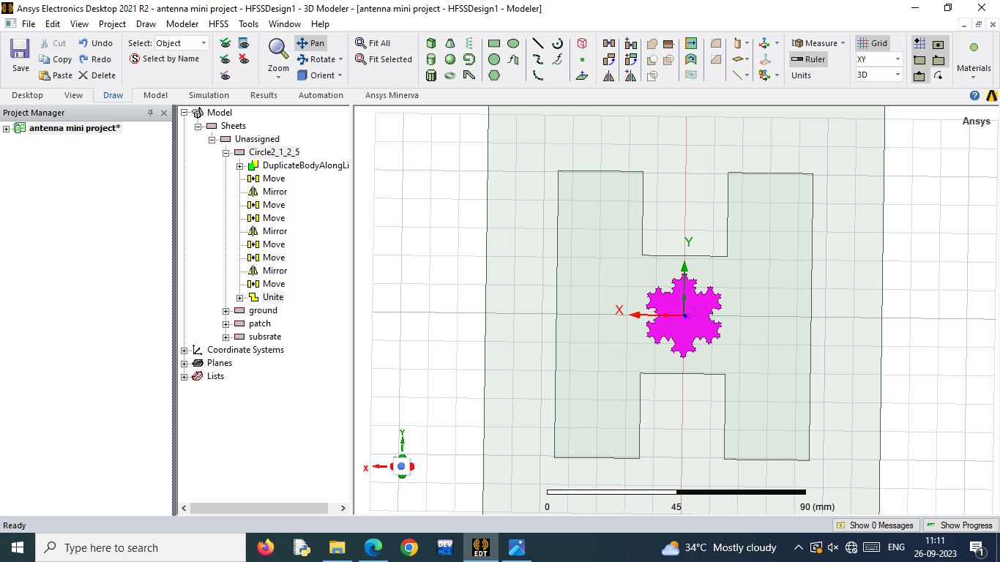 Ansys Electronics Desktop 2021 R2 - antenna mini project - HFSSDesign1 - 3D Modeler - [antenna mini project - HFSSDesign1 - Modeler]
File Edit View Project Draw Modeler HFSS Tools Window Help
Save
Cut
Copy
Paste
Undo
Redo
Delete
Select: Object
Select by Name
Zoom
Pan
Rotate
Orient
Fit All
Fit Selected
Measure
Ruler
Units
Grid
XY
3D
Materials
Desktop View Draw Model Simulation Results Automation Ansys Minerva
Project Manager
antenna mini project*
Model
Sheets
Unassigned
Circle2_1_2_5
DuplicateBodyAlongLi
Move
Mirror
Move
Move
Mirror
Move
Move
Mirror
Move
Unite
ground
patch
subsrate
Coordinate Systems
Planes
Lists
Ansys
Y
X
Z
Y
X
0 45 90 (mm)
Ready
Show 0 Messages
Show Progress
Type here to search
DEV
EDT
34°C Mostly cloudy
ENG
11:11
26-09-2023
1